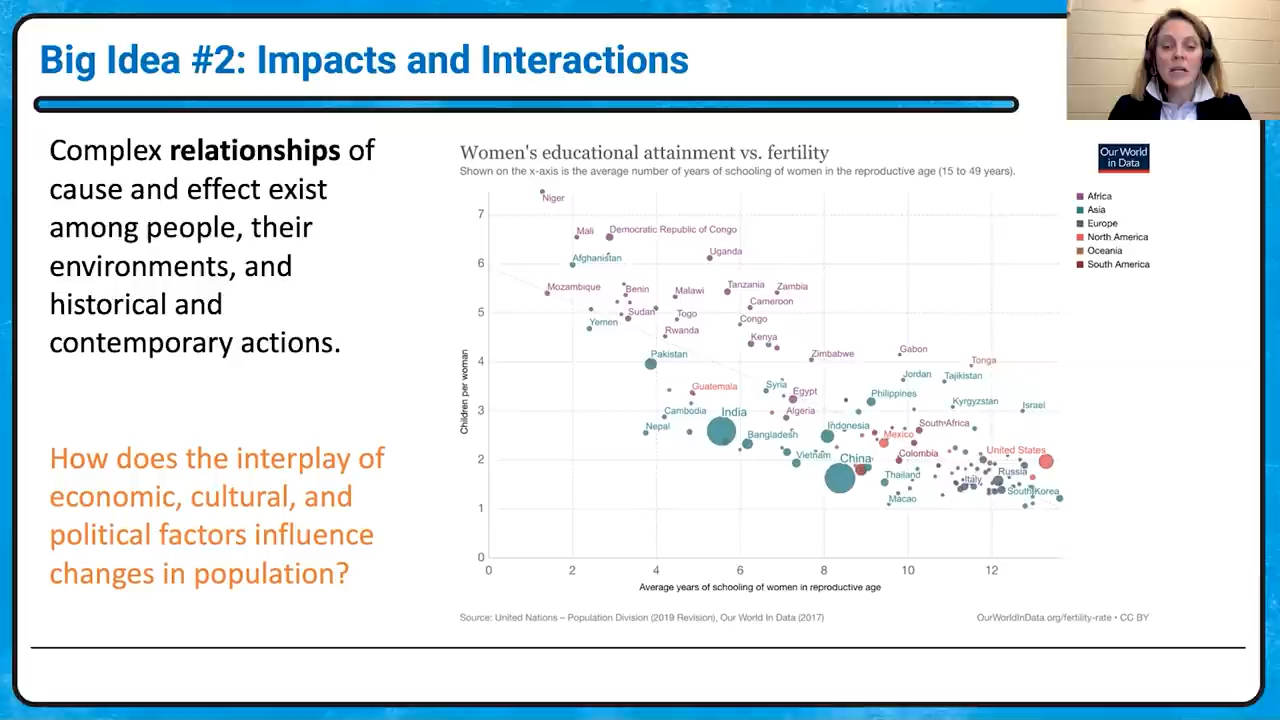 Big Idea #2: Impacts and Interactions
Complex relationships of
cause and effect exist
among people, their
environments, and
historical and
contemporary actions.
How does the interplay of
economic, cultural, and
political factors influence
changes in population?
Women's educational attainment vs. fertility
Shown on the x-axis is the average number of years of schooling of women in the reproductive age (15 to 49 years).
Our World
in Data
Africa
Asia
Europe
North America
Oceania
South America
Children per woman
7
6
5
4
3
2
1
0
Niger
Mali
Democratic Republic of Congo
Uganda
Afghanistan
Mozambique
Benin
Malawi
Tanzania
Zambia
Cameroon
Sudan
Togo
Congo
Yemen
Rwanda
Kenya
Pakistan
Zimbabwe
Gabon
Tonga
Jordan
Tajikistan
Guatemala
Syria
Egypt
Philippines
Kyrgyzstan
Israel
Cambodia
India
Algeria
Nepal
Bangladesh
Indonesia
Mexico
South Africa
Vietnam
China
Colombia
United States
Thailand
Italy
Russia
Macao
South Korea
0
2
4
6
8
10
12
Average years of schooling of women in reproductive age
Source: United Nations – Population Division (2019 Revision), Our World In Data (2017)
OurWorldInData.org/fertility-rate • CC BY